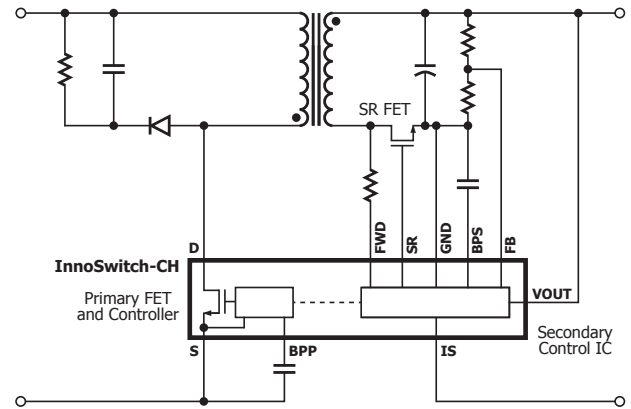 SR FET
FWD
SR
GND
BPS
FB
D
InnoSwitch-CH
VOUT
Primary FET
and Controller
Secondary
Control IC
S
BPP
IS